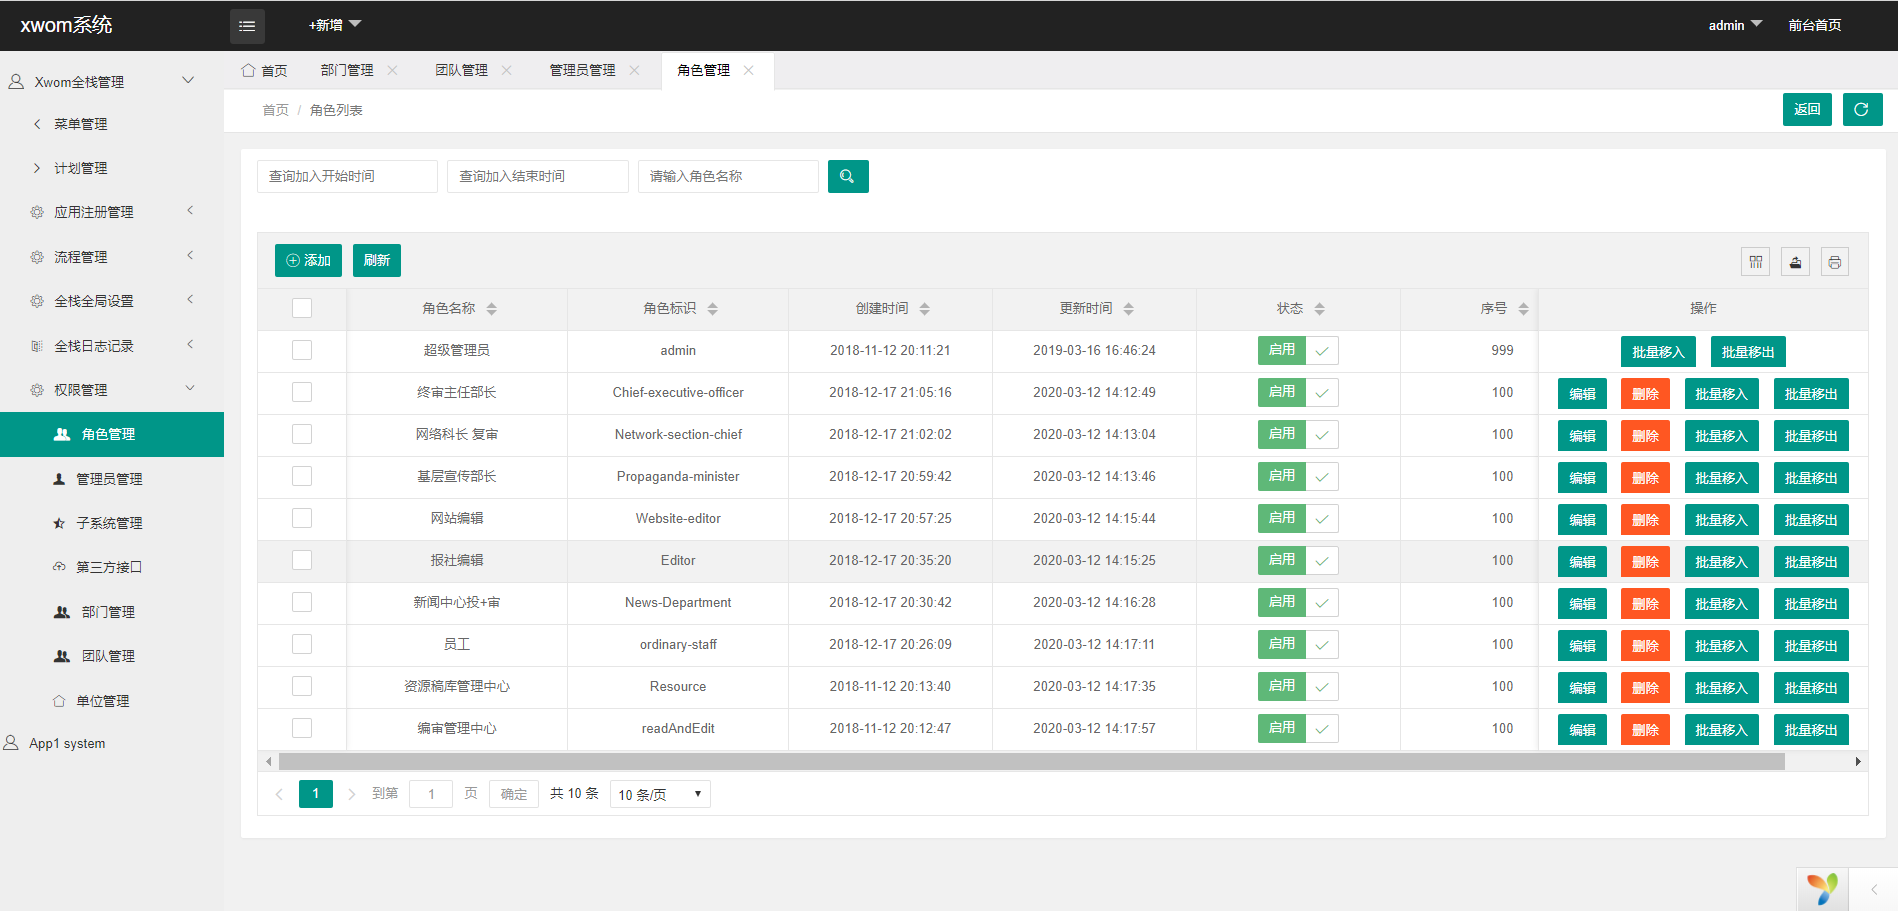 xwom系统
+新增
admin
前台首页
Xwom全栈管理
菜单管理
计划管理
应用注册管理
流程管理
全栈全局设置
全栈日志记录
权限管理
角色管理
管理员管理
子系统管理
第三方接口
部门管理
团队管理
单位管理
App1 system
首页 部门管理 团队管理 管理员管理 角色管理
首页 / 角色列表
返回
查询加入开始时间 查询加入结束时间 请输入角色名称
添加 刷新
角色名称 角色标识 创建时间 更新时间 状态 序号 操作
超级管理员 admin 2018-11-12 20:11:21 2019-03-16 16:46:24 启用 999 批量移入 批量移出
终审主任部长 Chief-executive-officer 2018-12-17 21:05:16 2020-03-12 14:12:49 启用 100 编辑 删除 批量移入 批量移出
网络科长 复审 Network-section-chief 2018-12-17 21:02:02 2020-03-12 14:13:04 启用 100 编辑 删除 批量移入 批量移出
基层宣传部长 Propaganda-minister 2018-12-17 20:59:42 2020-03-12 14:13:46 启用 100 编辑 删除 批量移入 批量移出
网站编辑 Website-editor 2018-12-17 20:57:25 2020-03-12 14:15:44 启用 100 编辑 删除 批量移入 批量移出
报社编辑 Editor 2018-12-17 20:35:20 2020-03-12 14:15:25 启用 100 编辑 删除 批量移入 批量移出
新闻中心投+审 News-Department 2018-12-17 20:30:42 2020-03-12 14:16:28 启用 100 编辑 删除 批量移入 批量移出
员工 ordinary-staff 2018-12-17 20:26:09 2020-03-12 14:17:11 启用 100 编辑 删除 批量移入 批量移出
资源稿库管理中心 Resource 2018-11-12 20:13:40 2020-03-12 14:17:35 启用 100 编辑 删除 批量移入 批量移出
编审管理中心 readAndEdit 2018-11-12 20:12:47 2020-03-12 14:17:57 启用 100 编辑 删除 批量移入 批量移出
1 到第 1 页 确定 共 10 条 10 条/页